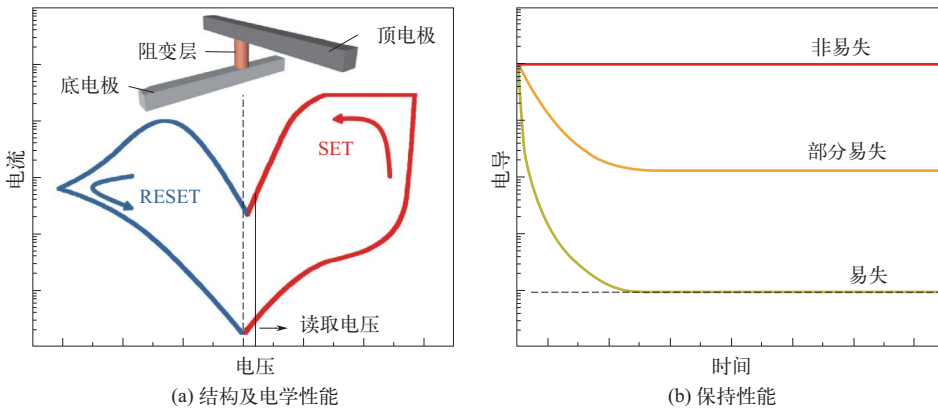 顶电极
阻变层
底电极
SET
RESET
电流
读取电压
电压
(a) 结构及电学性能
非易失
部分易失
易失
电导
时间
(b) 保持性能